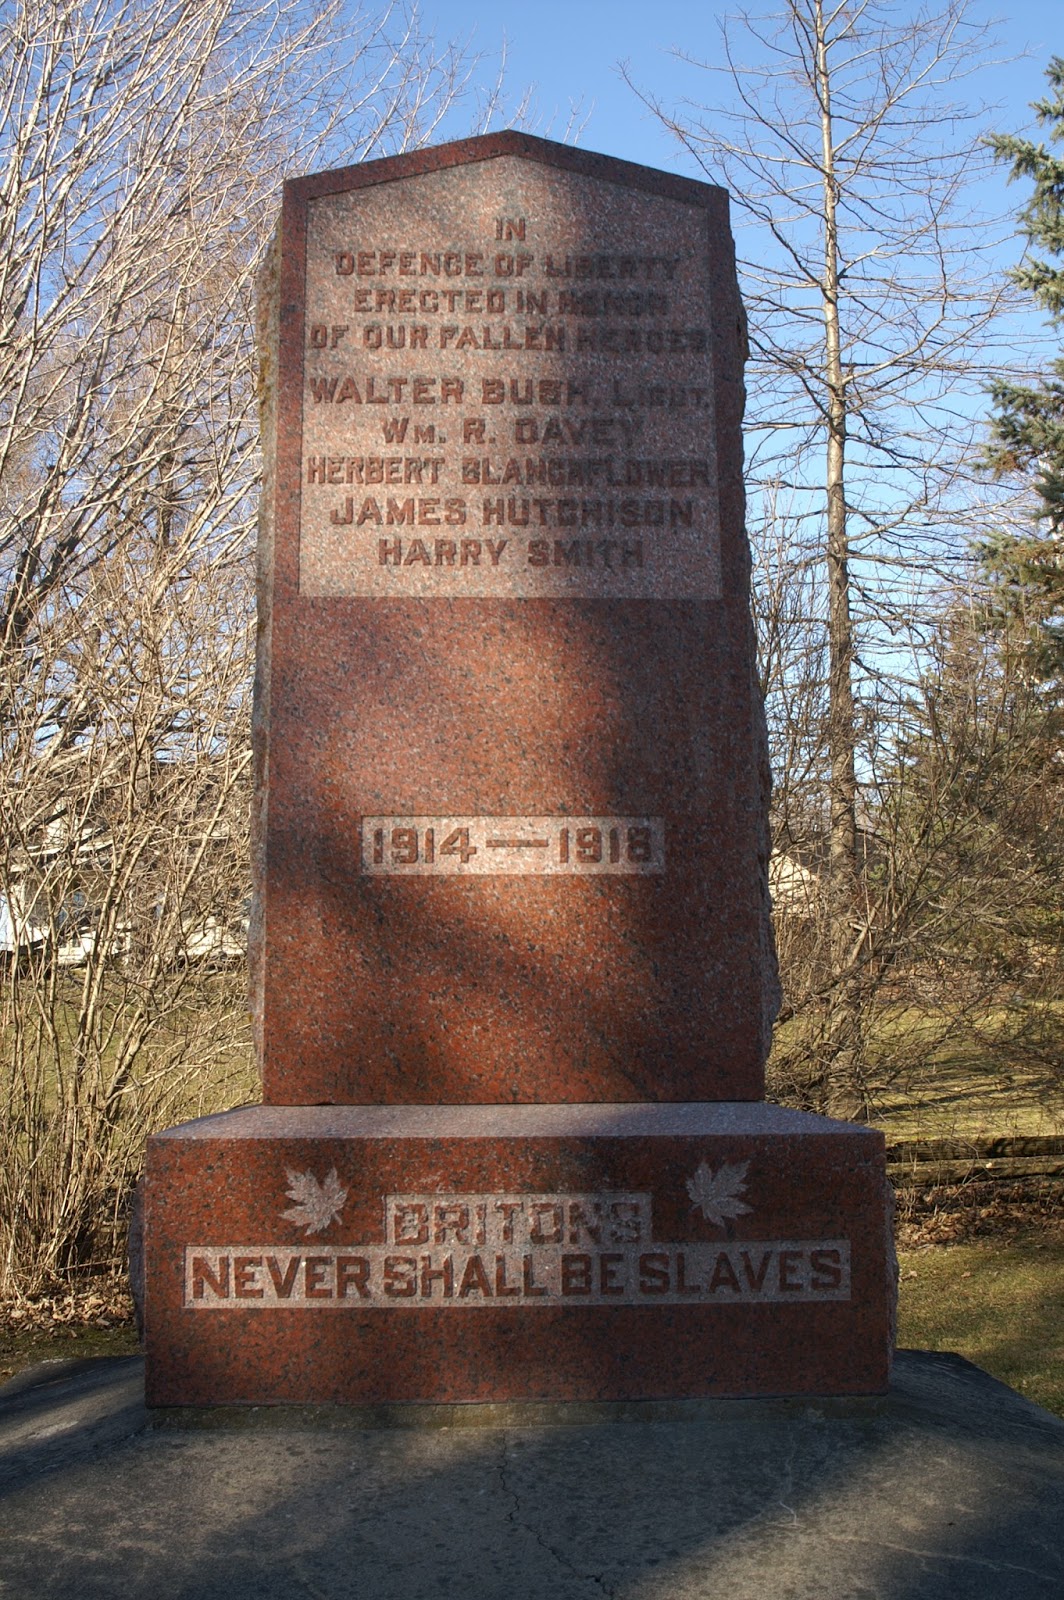 IN
DEFENCE OF LIBERTY
ERECTED IN HONOR
OF OUR FALLEN HEROES
WALTER BUSH, LIEUT.
WM. R. DAVEY
HERBERT BLANCHFLOWER
JAMES HUTCHISON
HARRY SMITH
1914—1918
BRITONS
NEVER SHALL BE SLAVES